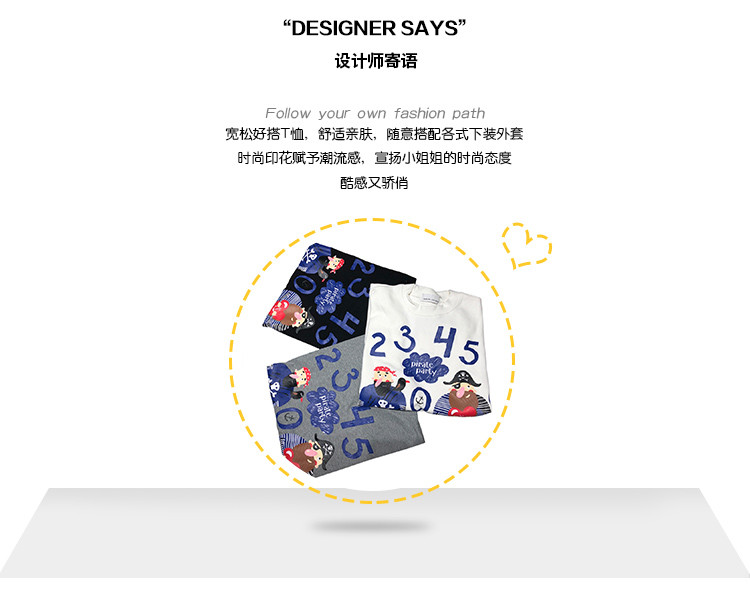 “DESIGNER SAYS”
设计师寄语
Follow your own fashion path
宽松好搭T恤，舒适亲肤，随意搭配各式下装外套
时尚印花赋予潮流感，宣扬小姐姐的时尚态度
酷感又骄俏
2 3 4 5
pirate
party
0
2 3 4 5
pirate
party
0
2 3 4 5
pirate
party
0